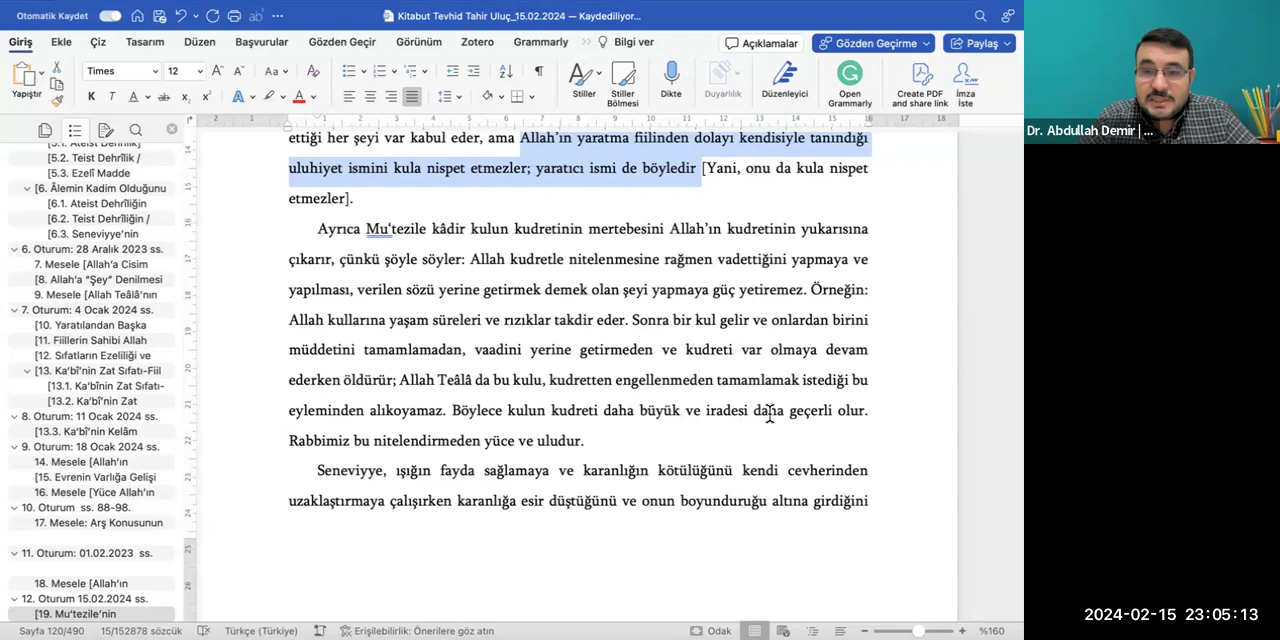 Otomatik Kaydet
Kitabut Tevhid Tahir Uluç_15.02.2024 — Kaydediliyor...
Giriş Ekle Çiz Tasarım Düzen Başvurular Gözden Geçir Görünüm Zotero Grammarly Bilgi ver Açıklamalar Gözden Geçirme Paylaş
Yapıştır
Times 12
K T A
Stiller
Stiller Bölmesi
Dikte
Duyarlılık
Düzenleyici
Open Grammarly
Create PDF and share link
İmza İste
Dr. Abdullah Demir |...
[5.1. Ateist Dehrîlik]
[5.2. Teist Dehrîlik /
[5.3. Ezelî Madde
[6. Âlemin Kadim Olduğunu
[6.1. Ateist Dehrîliğin
[6.2. Teist Dehrîliğin /
[6.3. Seneviyye'nin
6. Oturum: 28 Aralık 2023 ss.
7. Mesele [Allah'a Cisim
[8. Allah'a "Şey" Denilmesi
9. Mesele [Allah Teâlâ'nın
7. Oturum: 4 Ocak 2024 ss.
[10. Yaratılandan Başka
[11. Fiillerin Sahibi Allah
[12. Sıfatların Ezelîliği ve
[13. Ka'bî'nin Zat Sıfatı-Fiil
[13.1. Ka'bînin Zat Sıfatı-
[13.2. Ka'bî'nin Zat
8. Oturum: 11 Ocak 2024 ss.
[13.3. Ka'bî'nin Kelâm
9. Oturum: 18 Ocak 2024 ss.
14. Mesele [Allah'ın
[15. Evrenin Varlığa Gelişi
16. Mesele [Yüce Allah'ın
10. Oturum ss. 88-98.
17. Mesele: Arş Konusunun
11. Oturum: 01.02.2023 ss.
18. Mesele [Allah'ın
12. Oturum 15.02.2024 ss.
[19. Mu'tezile'nin
ettiği her şeyi var kabul eder, ama Allah'ın yaratma fiilinden dolayı kendisiyle tanındığı
uluhiyet ismini kula nispet etmezler; yaratıcı ismi de böyledir [Yani, onu da kula nispet
etmezler].
Ayrıca Mu‘tezile kâdir kulun kudretinin mertebesini Allah'ın kudretinin yukarısına
çıkarır, çünkü şöyle söyler: Allah kudretle nitelenmesine rağmen vadettiğini yapmaya ve
yapılması, verilen sözü yerine getirmek demek olan şeyi yapmaya güç yetiremez. Örneğin:
Allah kullarına yaşam süreleri ve rızıklar takdir eder. Sonra bir kul gelir ve onlardan birini
müddetini tamamlamadan, vaadini yerine getirmeden ve kudreti var olmaya devam
ederken öldürür; Allah Teâlâ da bu kulu, kudretten engellenmeden tamamlamak istediği bu
eyleminden alıkoyamaz. Böylece kulun kudreti daha büyük ve iradesi daha geçerli olur.
Rabbimiz bu nitelendirmeden yüce ve uludur.
Seneviyye, ışığın fayda sağlamaya ve karanlığın kötülüğünü kendi cevherinden
uzaklaştırmaya çalışırken karanlığa esir düştüğünü ve onun boyunduruğu altına girdiğini
2024-02-15 23:05:13
Sayfa 120/490 15/152878 sözcük Türkçe (Türkiye) Erişilebilirlik: Önerilere göz atın Odak %160